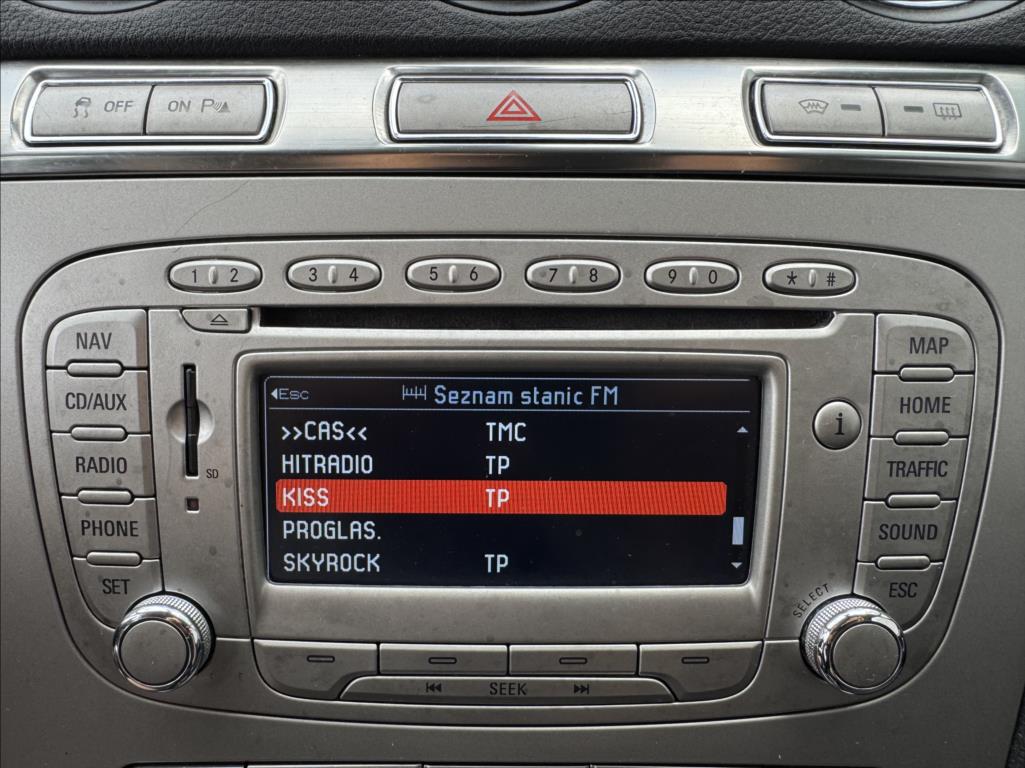 OFF ON P
1 2 3 4 5 6 7 8 9 0 * #
NAV
MAP
CD/AUX
HOME
RADIO
TRAFFIC
PHONE
SOUND
SET
ESC
SD
i
Esc Seznam stanic FM
>>CAS<< TMC
HITRADIO TP
KISS TP
PROGLAS.
SKYROCK TP
SELECT
SEEK